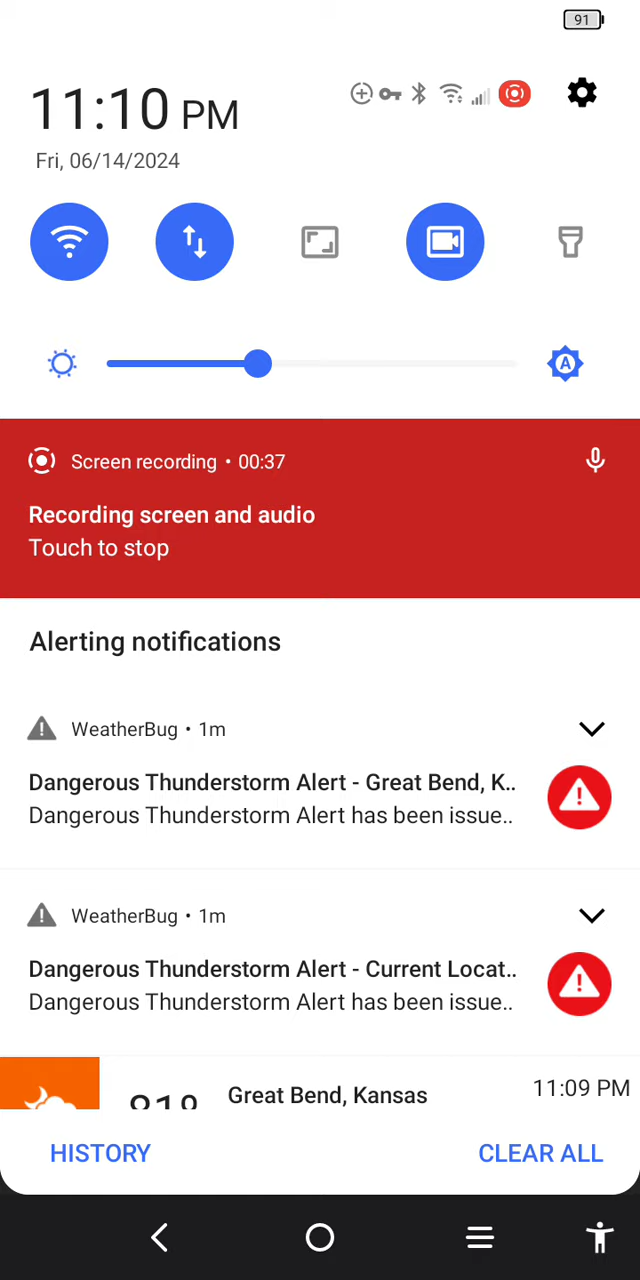 91
11:10 PM
Fri, 06/14/2024
A
Screen recording • 00:37
Recording screen and audio
Touch to stop
Alerting notifications
WeatherBug • 1m
Dangerous Thunderstorm Alert - Great Bend, K..
Dangerous Thunderstorm Alert has been issue..
WeatherBug • 1m
Dangerous Thunderstorm Alert - Current Locat..
Dangerous Thunderstorm Alert has been issue..
81° Great Bend, Kansas 11:09 PM
HISTORY CLEAR ALL